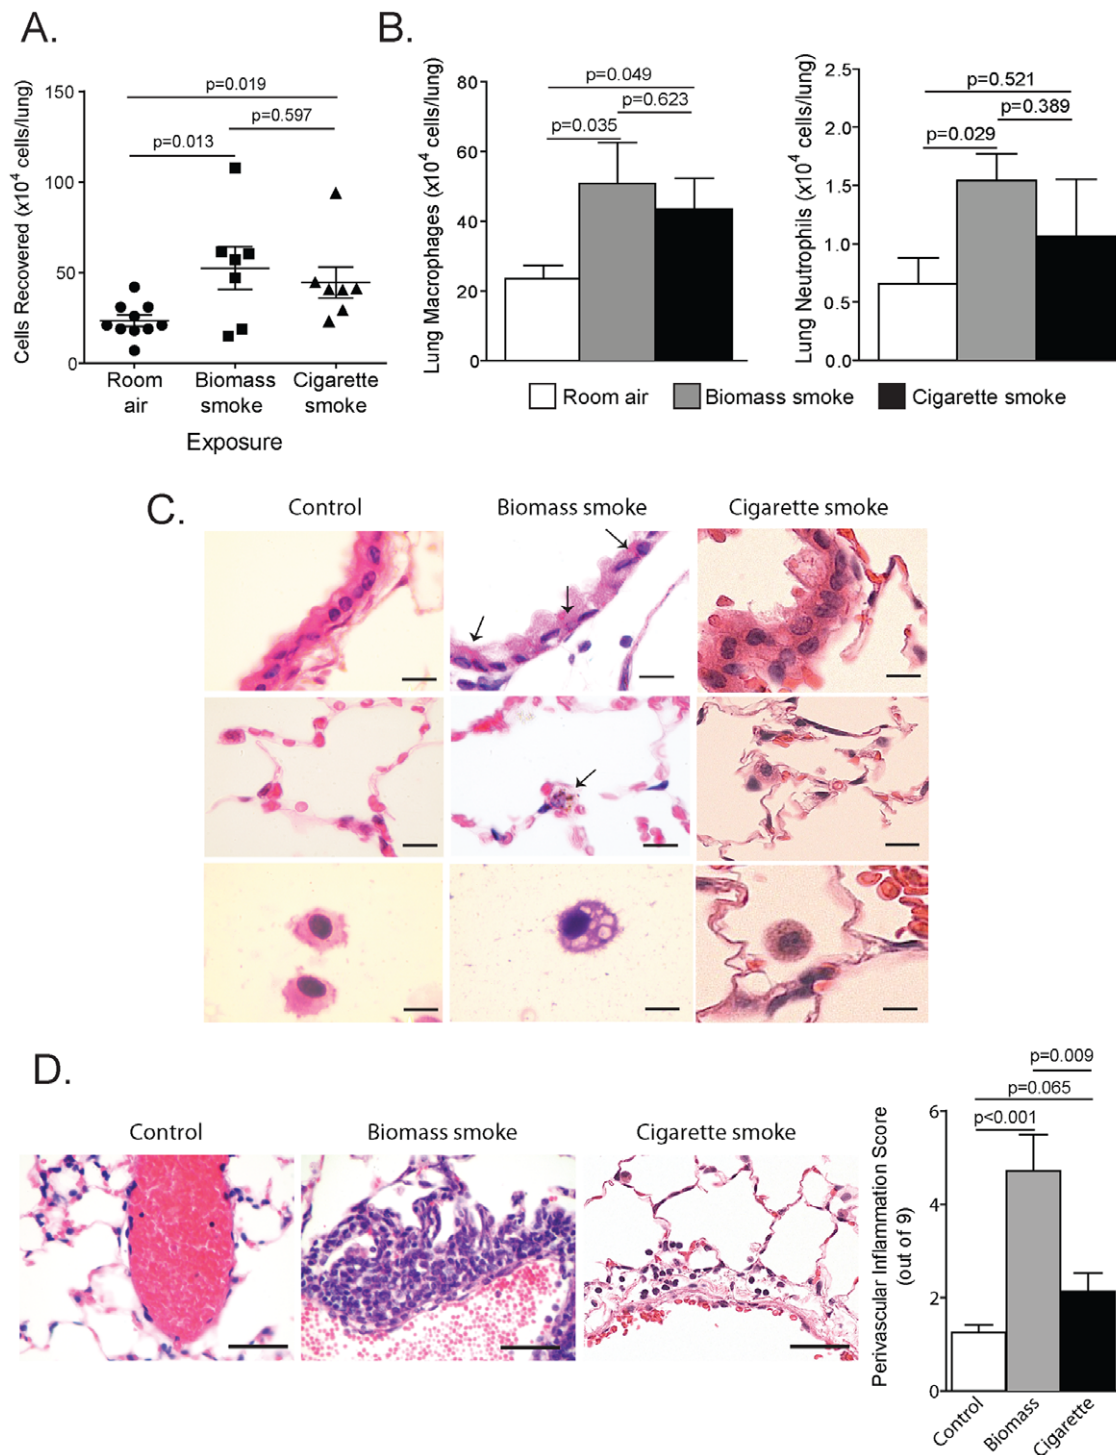 A.
Cells Recovered (x10⁴ cells/lung)
150
100
50
0
p=0.019
p=0.597
p=0.013
Room air
Biomass smoke
Cigarette smoke
Exposure
B.
Lung Macrophages (x10⁴ cells/lung)
80
60
40
20
0
p=0.049
p=0.623
p=0.035
Lung Neutrophils (x10⁴ cells/lung)
2.5
2.0
1.5
1.0
0.5
0.0
p=0.521
p=0.389
p=0.029
Room air
Biomass smoke
Cigarette smoke
C.
Control
Biomass smoke
Cigarette smoke
D.
Control
Biomass smoke
Cigarette smoke
Perivascular Inflammation Score
(out of 9)
6
4
2
0
p=0.009
p=0.065
p<0.001
Control
Biomass
Cigarette